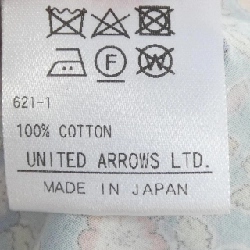 F W
621-1
100% COTTON
UNITED ARROWS LTD.
MADE IN JAPAN